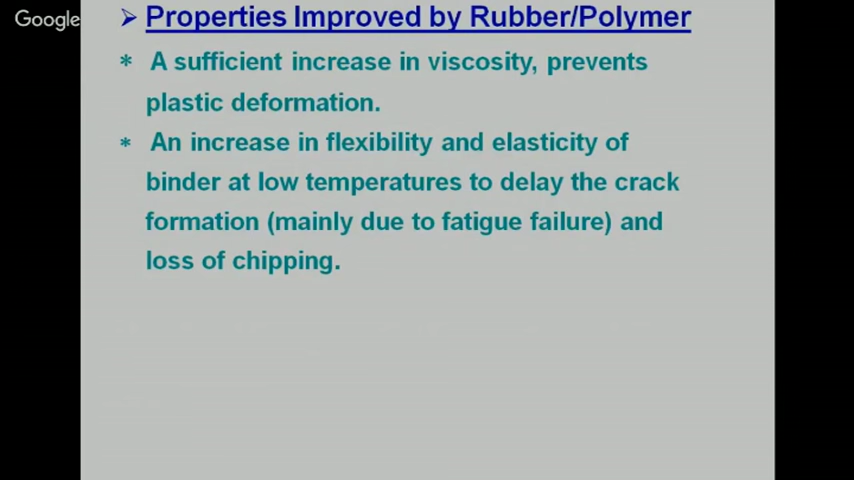 Google
➢ Properties Improved by Rubber/Polymer
* A sufficient increase in viscosity, prevents
plastic deformation.
* An increase in flexibility and elasticity of
binder at low temperatures to delay the crack
formation (mainly due to fatigue failure) and
loss of chipping.